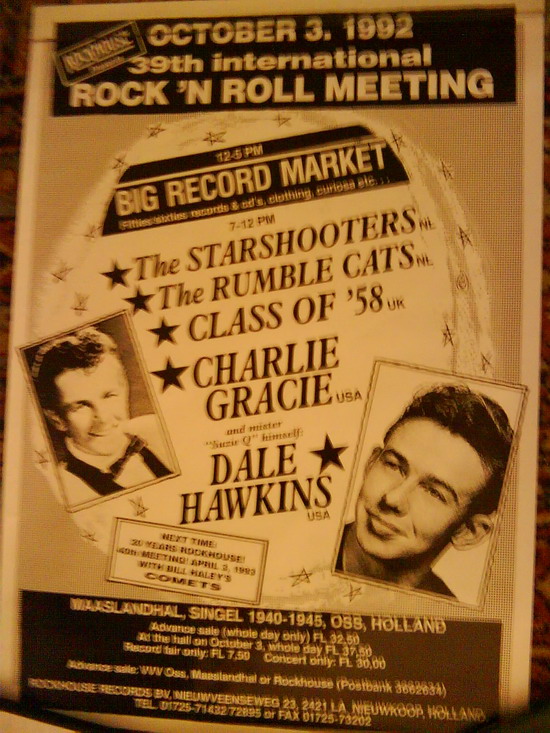 ROCKHOUSE
Presents
OCTOBER 3. 1992
39th international
ROCK 'N ROLL MEETING
12-5 PM
BIG RECORD MARKET
Fifties/sixties records & cd's, clothing, curiosa etc. . .
7-12 PM
The STARSHOOTERS NL
The RUMBLE CATS NL
CLASS OF '58 UK
CHARLIE
GRACIE USA
and mister
"Suzie Q" himself:
DALE
HAWKINS
USA
NEXT TIME:
20 YEARS ROCKHOUSE!
40th MEETING: APRIL 3, 1993
WITH BILL HALEY'S
COMETS
MAASLANDHAL, SINGEL 1940-1945, OSS, HOLLAND
Advance sale (whole day only) FL 32,50
At the hall on October 3, whole day FL 37,50
Record fair only: FL 7,50 Concert only: FL 30,00
Advance sale: VVV Oss, Maaslandhal or Rockhouse (Postbank 3662634)
ROCKHOUSE RECORDS BV, NIEUWVEENSEWEG 23, 2421 LA NIEUWKOOP, HOLLAND
TEL. 01725-71432 72895 or FAX 01725-73202